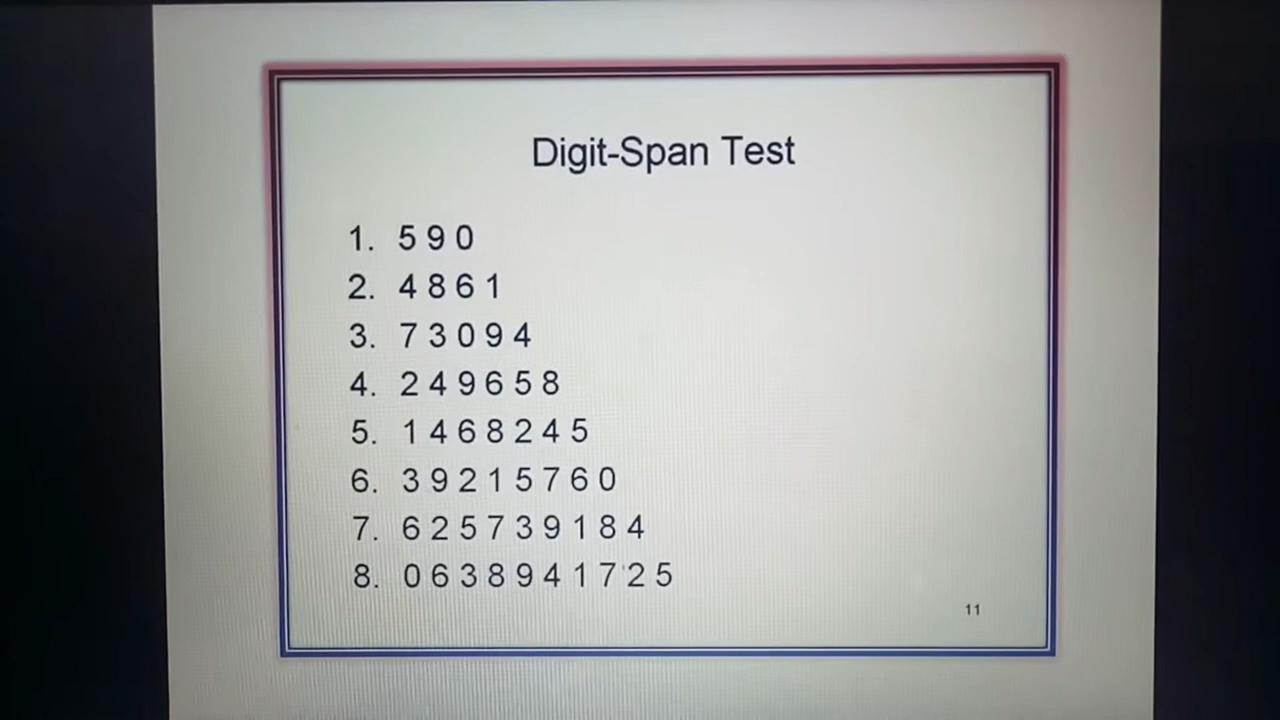 Digit-Span Test
1. 5 9 0
2. 4 8 6 1
3. 7 3 0 9 4
4. 2 4 9 6 5 8
5. 1 4 6 8 2 4 5
6. 3 9 2 1 5 7 6 0
7. 6 2 5 7 3 9 1 8 4
8. 0 6 3 8 9 4 1 7 2 5
11